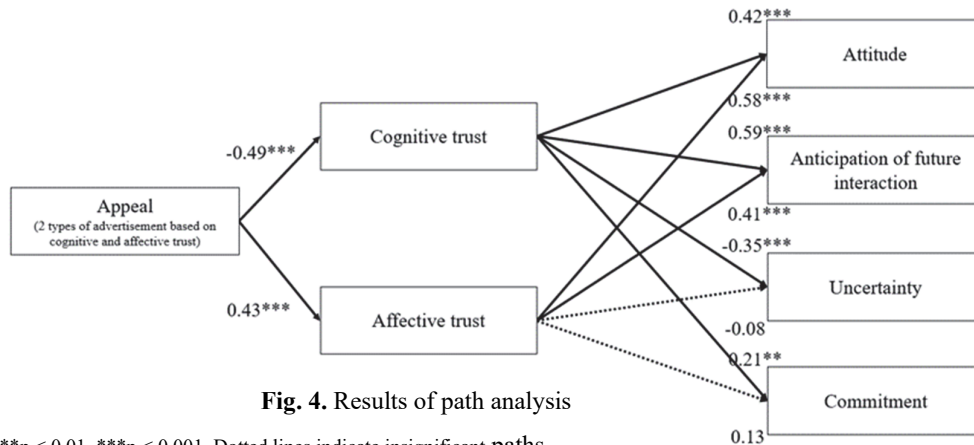 0.42***
Attitude
0.58***
0.59***
Cognitive trust
-0.49***
Anticipation of future
interaction
Appeal
(2 types of advertisement based on
cognitive and affective trust)
0.41***
-0.35***
Uncertainty
0.43***
Affective trust
-0.08
0.21**
Commitment
0.13
Fig. 4. Results of path analysis
**p < 0.01, ***p < 0.001, Dotted lines indicate insignificant paths